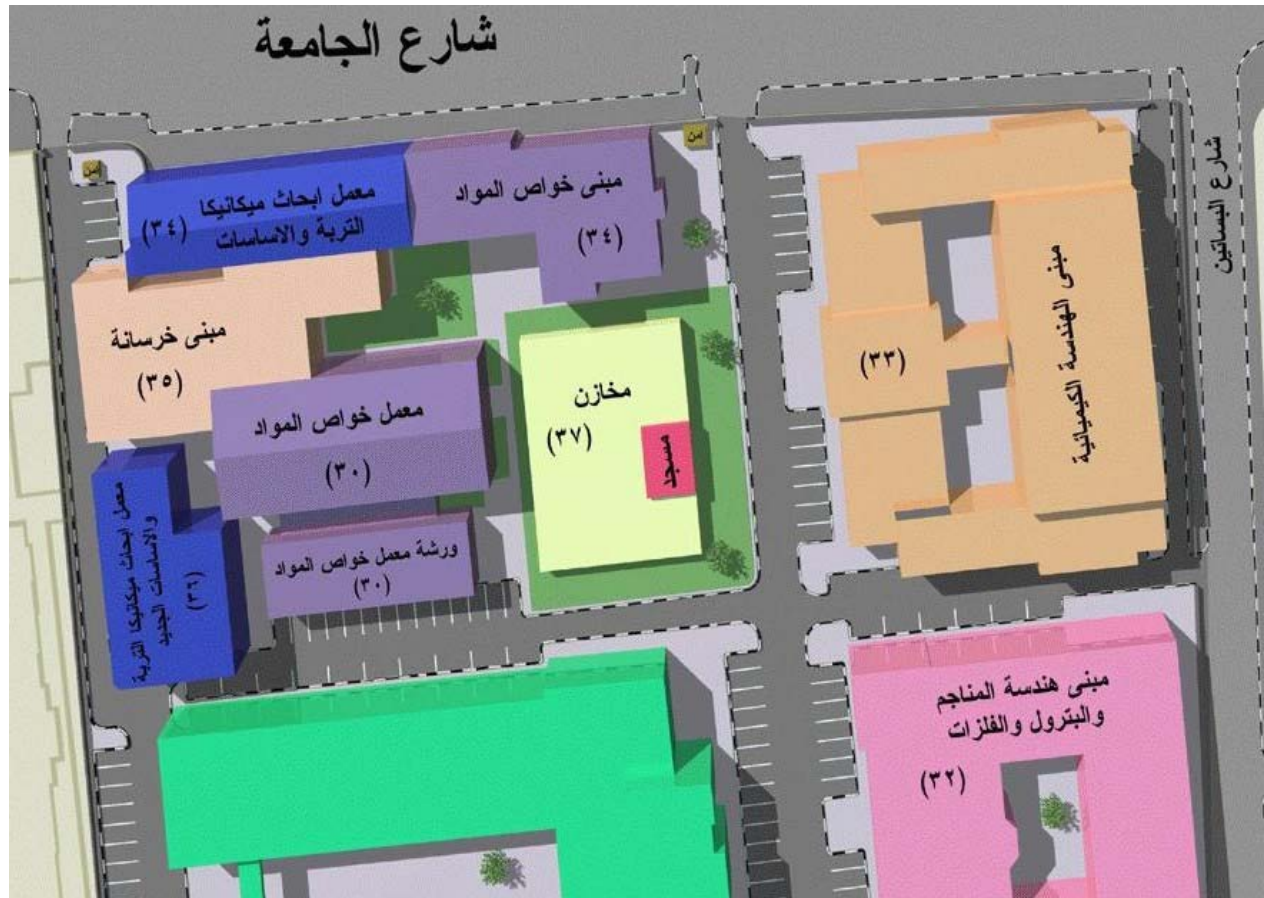 شارع الجامعة
أمن
أمن
معمل ابحاث ميكانيكا
التربة والاساسات
(٣٤)
مبنى خواص المواد
(٣٤)
شارع البساتين
مبنى خرسانة
(٣٥)
مخازن
(٣٧)
مسجد
(٣٣)
مبنى الهندسة الكيميائية
معمل خواص المواد
(٣٠)
معمل ابحاث ميكانيكا التربة
والاساسات الجديد
(٣٦)
ورشة معمل خواص المواد
(٣٠)
مبنى هندسة المناجم
والبترول والفلزات
(٣٢)